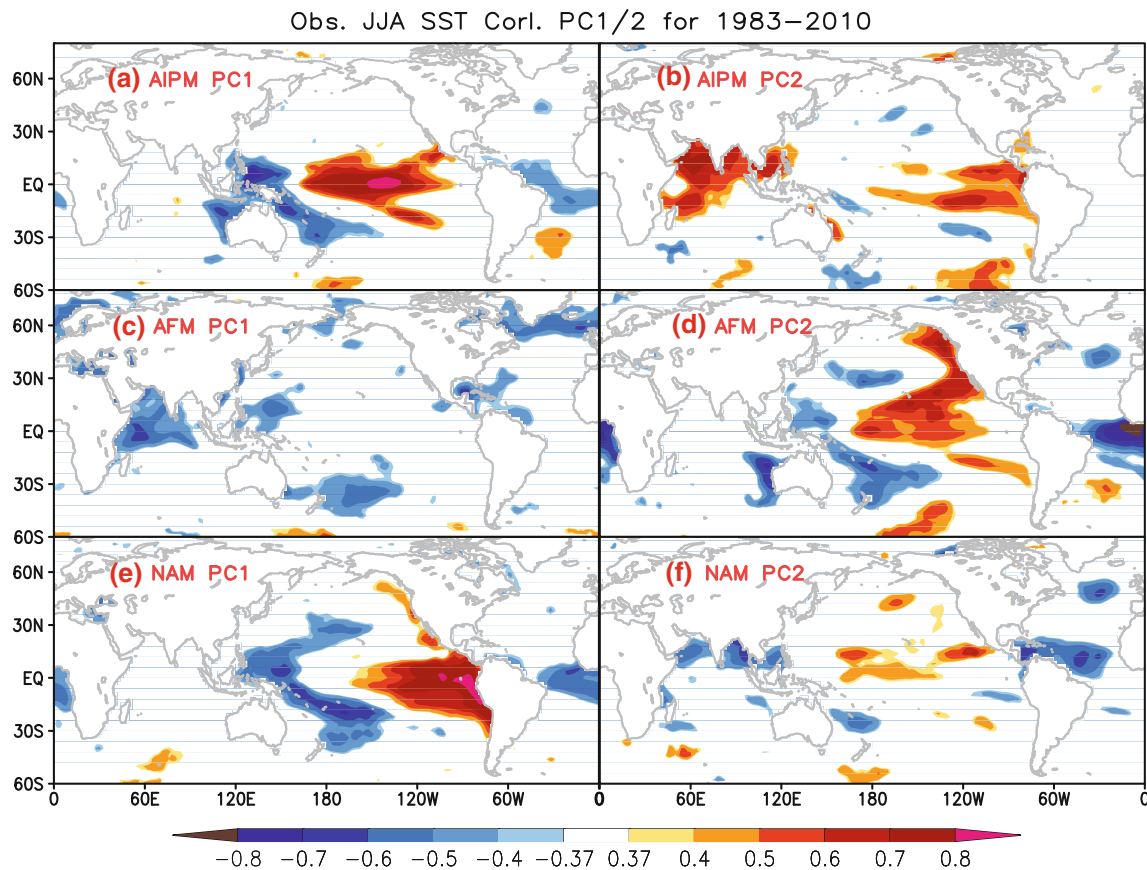 Obs. JJA SST Corl. PC1/2 for 1983−2010
(a) AIPM PC1
(b) AIPM PC2
60N
30N
EQ
30S
60S
(c) AFM PC1
(d) AFM PC2
60N
30N
EQ
30S
60S
(e) NAM PC1
(f) NAM PC2
60N
30N
EQ
30S
60S
0 60E 120E 180 120W 60W 0 60E 120E 180 120W 60W 0
−0.8 −0.7 −0.6 −0.5 −0.4 −0.37 0.37 0.4 0.5 0.6 0.7 0.8